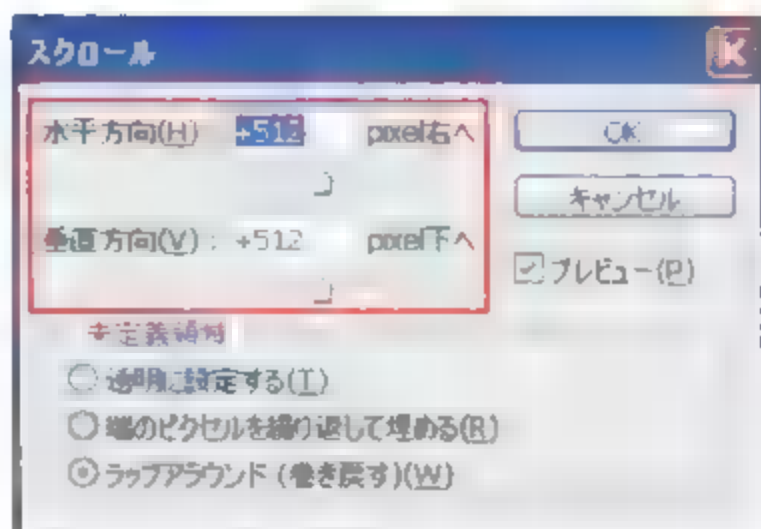 スクロール
水平方向(H) +512 pixel右へ
OK
キャンセル
垂直方向(V) : +512 pixel下へ
プレビュー(P)
未定義領域
透明に設定する(T)
端のピクセルを繰り返して埋める(R)
ラップアラウンド (巻き戻す)(W)